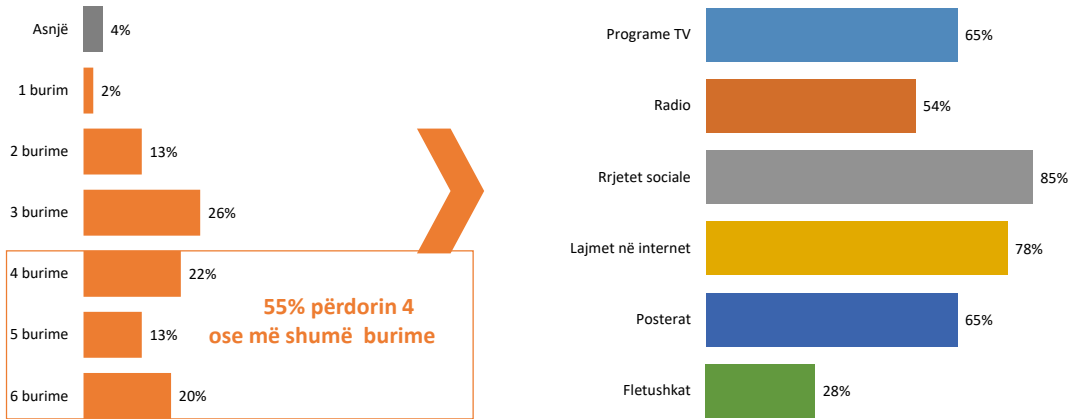 Asnjë 4%
1 burim 2%
2 burime 13%
3 burime 26%
4 burime 22%
5 burime 13%
6 burime 20%
55% përdorin 4
ose më shumë burime
Programe TV 65%
Radio 54%
Rrjetet sociale 85%
Lajmet në internet 78%
Posterat 65%
Fletushkat 28%